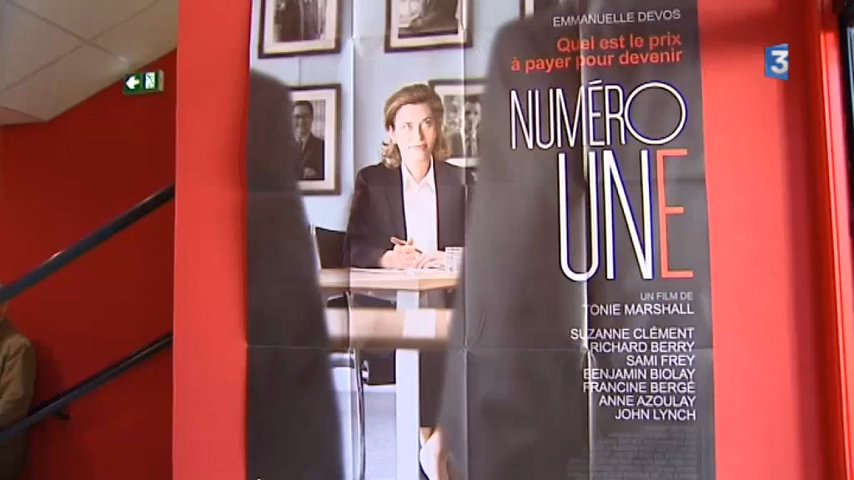 EMMANUELLE DEVOS
Quel est le prix
à payer pour devenir
NUMÉRO
UNE
UN FILM DE
TONIE MARSHALL
SUZANNE CLÉMENT
RICHARD BERRY
SAMI FREY
BENJAMIN BIOLAY
FRANCINE BERGÉ
ANNE AZOULAY
JOHN LYNCH
3